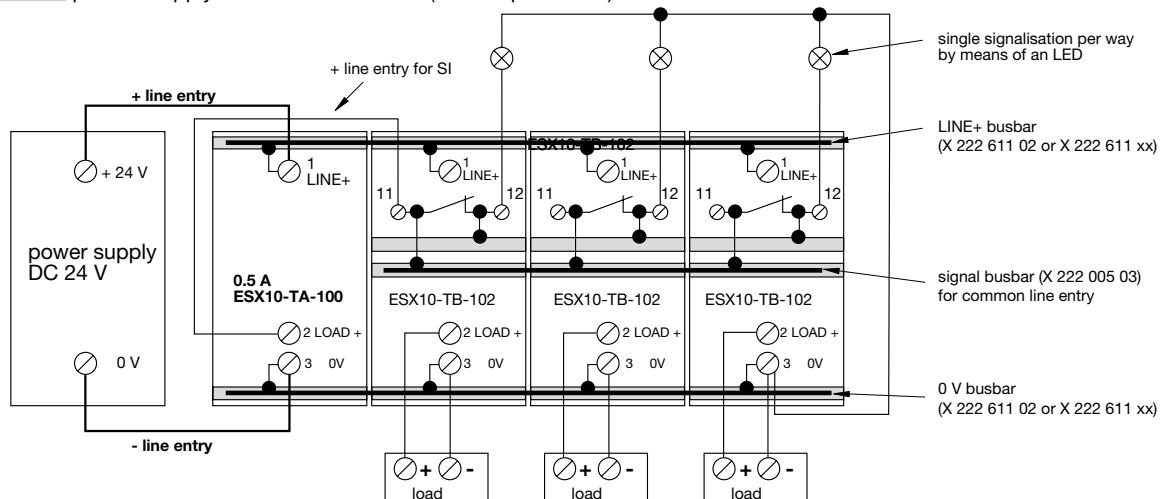 single signalisation per way
by means of an LED
+ line entry for SI
+ line entry
LINE+ busbar
(X 222 611 02 or X 222 611 xx)
ESX10-TB-102
+ 24 V
1
LINE+
1
LINE+
1
LINE+
1
LINE+
11
12
11
12
11
12
power supply
DC 24 V
0.5 A
ESX10-TA-100
ESX10-TB-102
ESX10-TB-102
ESX10-TB-102
signal busbar (X 222 005 03)
for common line entry
2 LOAD +
2 LOAD +
2 LOAD +
2 LOAD +
0 V
3 0V
3 0V
3 0V
3 0V
0 V busbar
(X 222 611 02 or X 222 611 xx)
- line entry
+ -
load
+ -
load
+ -
load